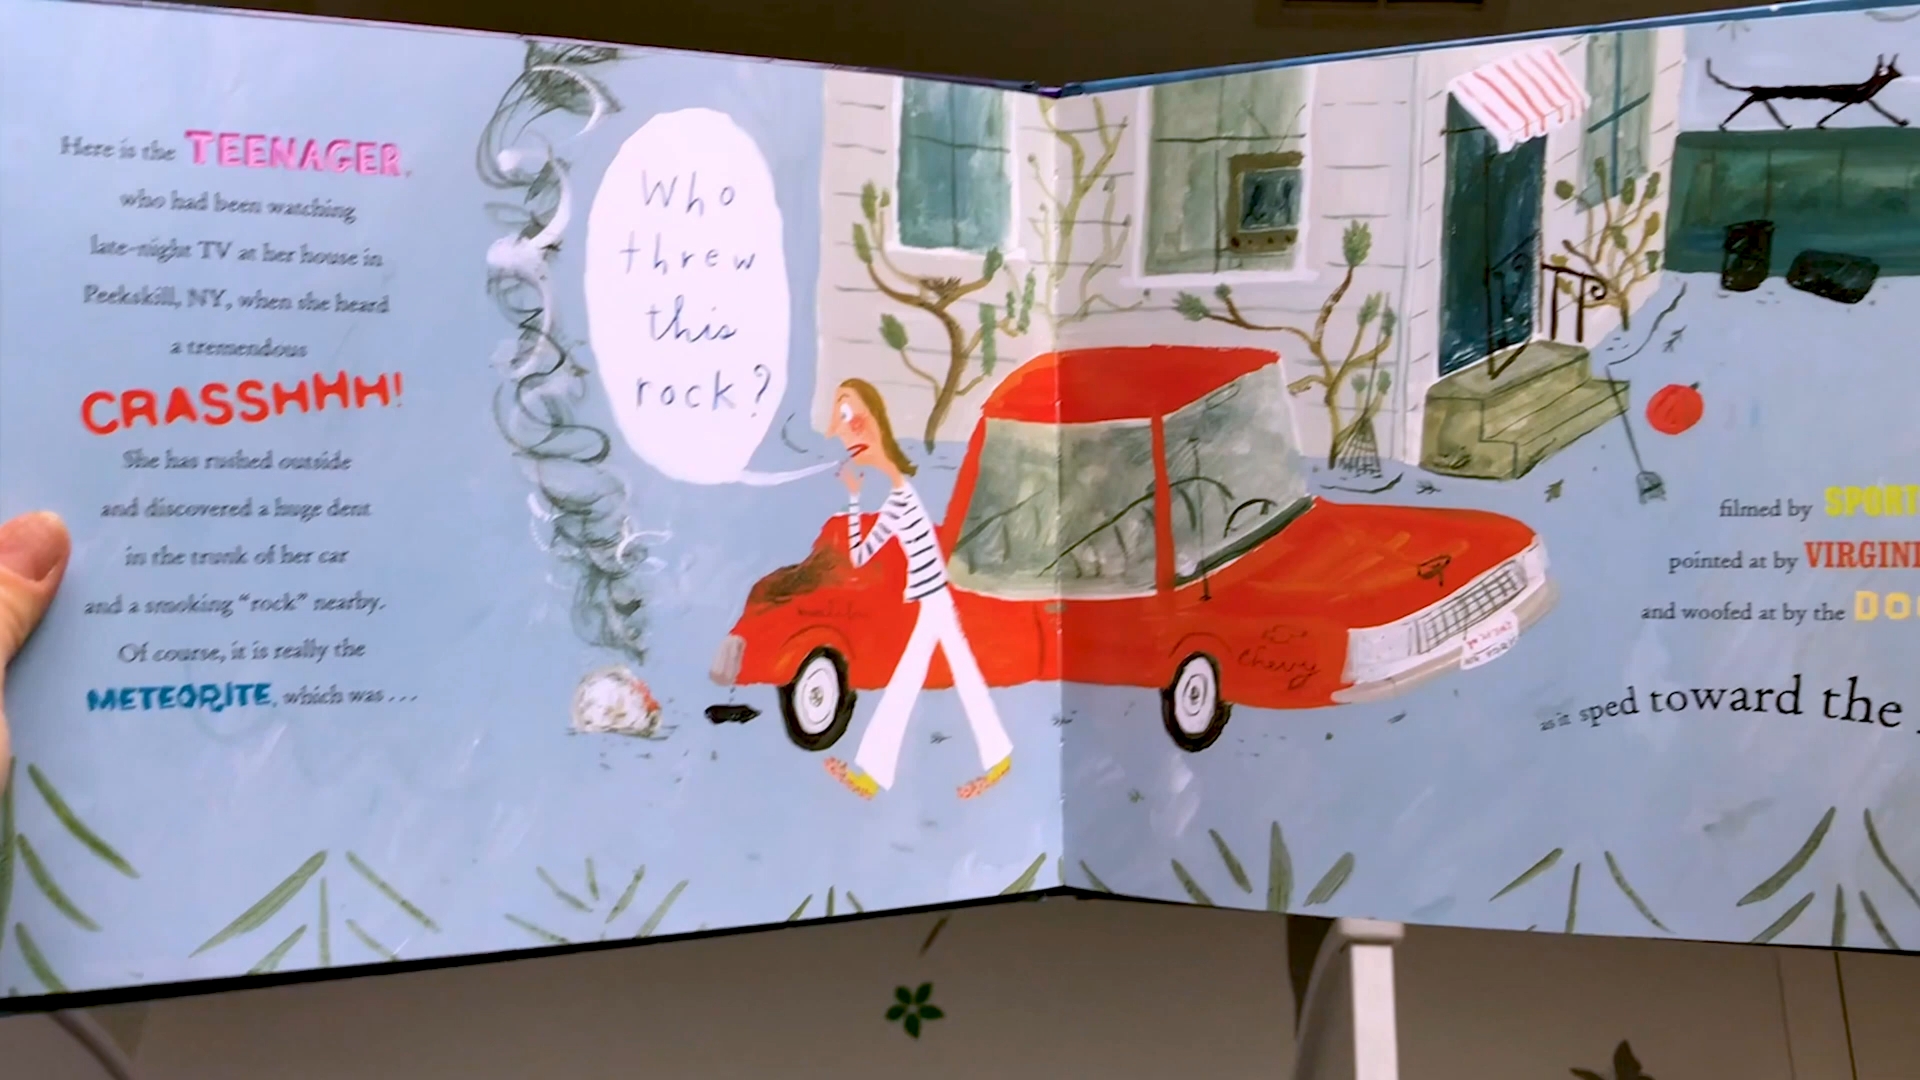 Here is the TEENAGER,
who had been watching
late-night TV at her house in
Peekskill, NY, when she heard
a tremendous
CRASSHHH!
She has rushed outside
and discovered a huge dent
in the trunk of her car
and a smoking “rock” nearby.
Of course, it is really the
METEORITE, which was . . .
Who
threw
this
rock?
Chevy
filmed by SPORT
pointed at by VIRGINI
and woofed at by the DO
as it sped toward the